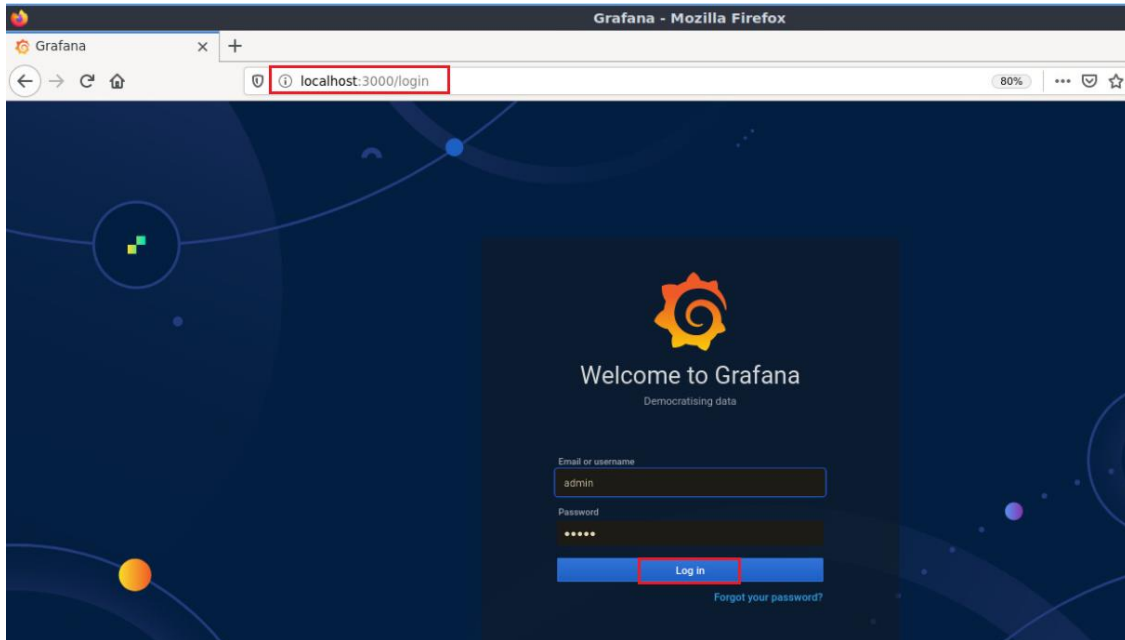 Grafana - Mozilla Firefox
Grafana
localhost:3000/login
80%
Welcome to Grafana
Democratising data
Email or username
admin
Password
•••••
Log in
Forgot your password?